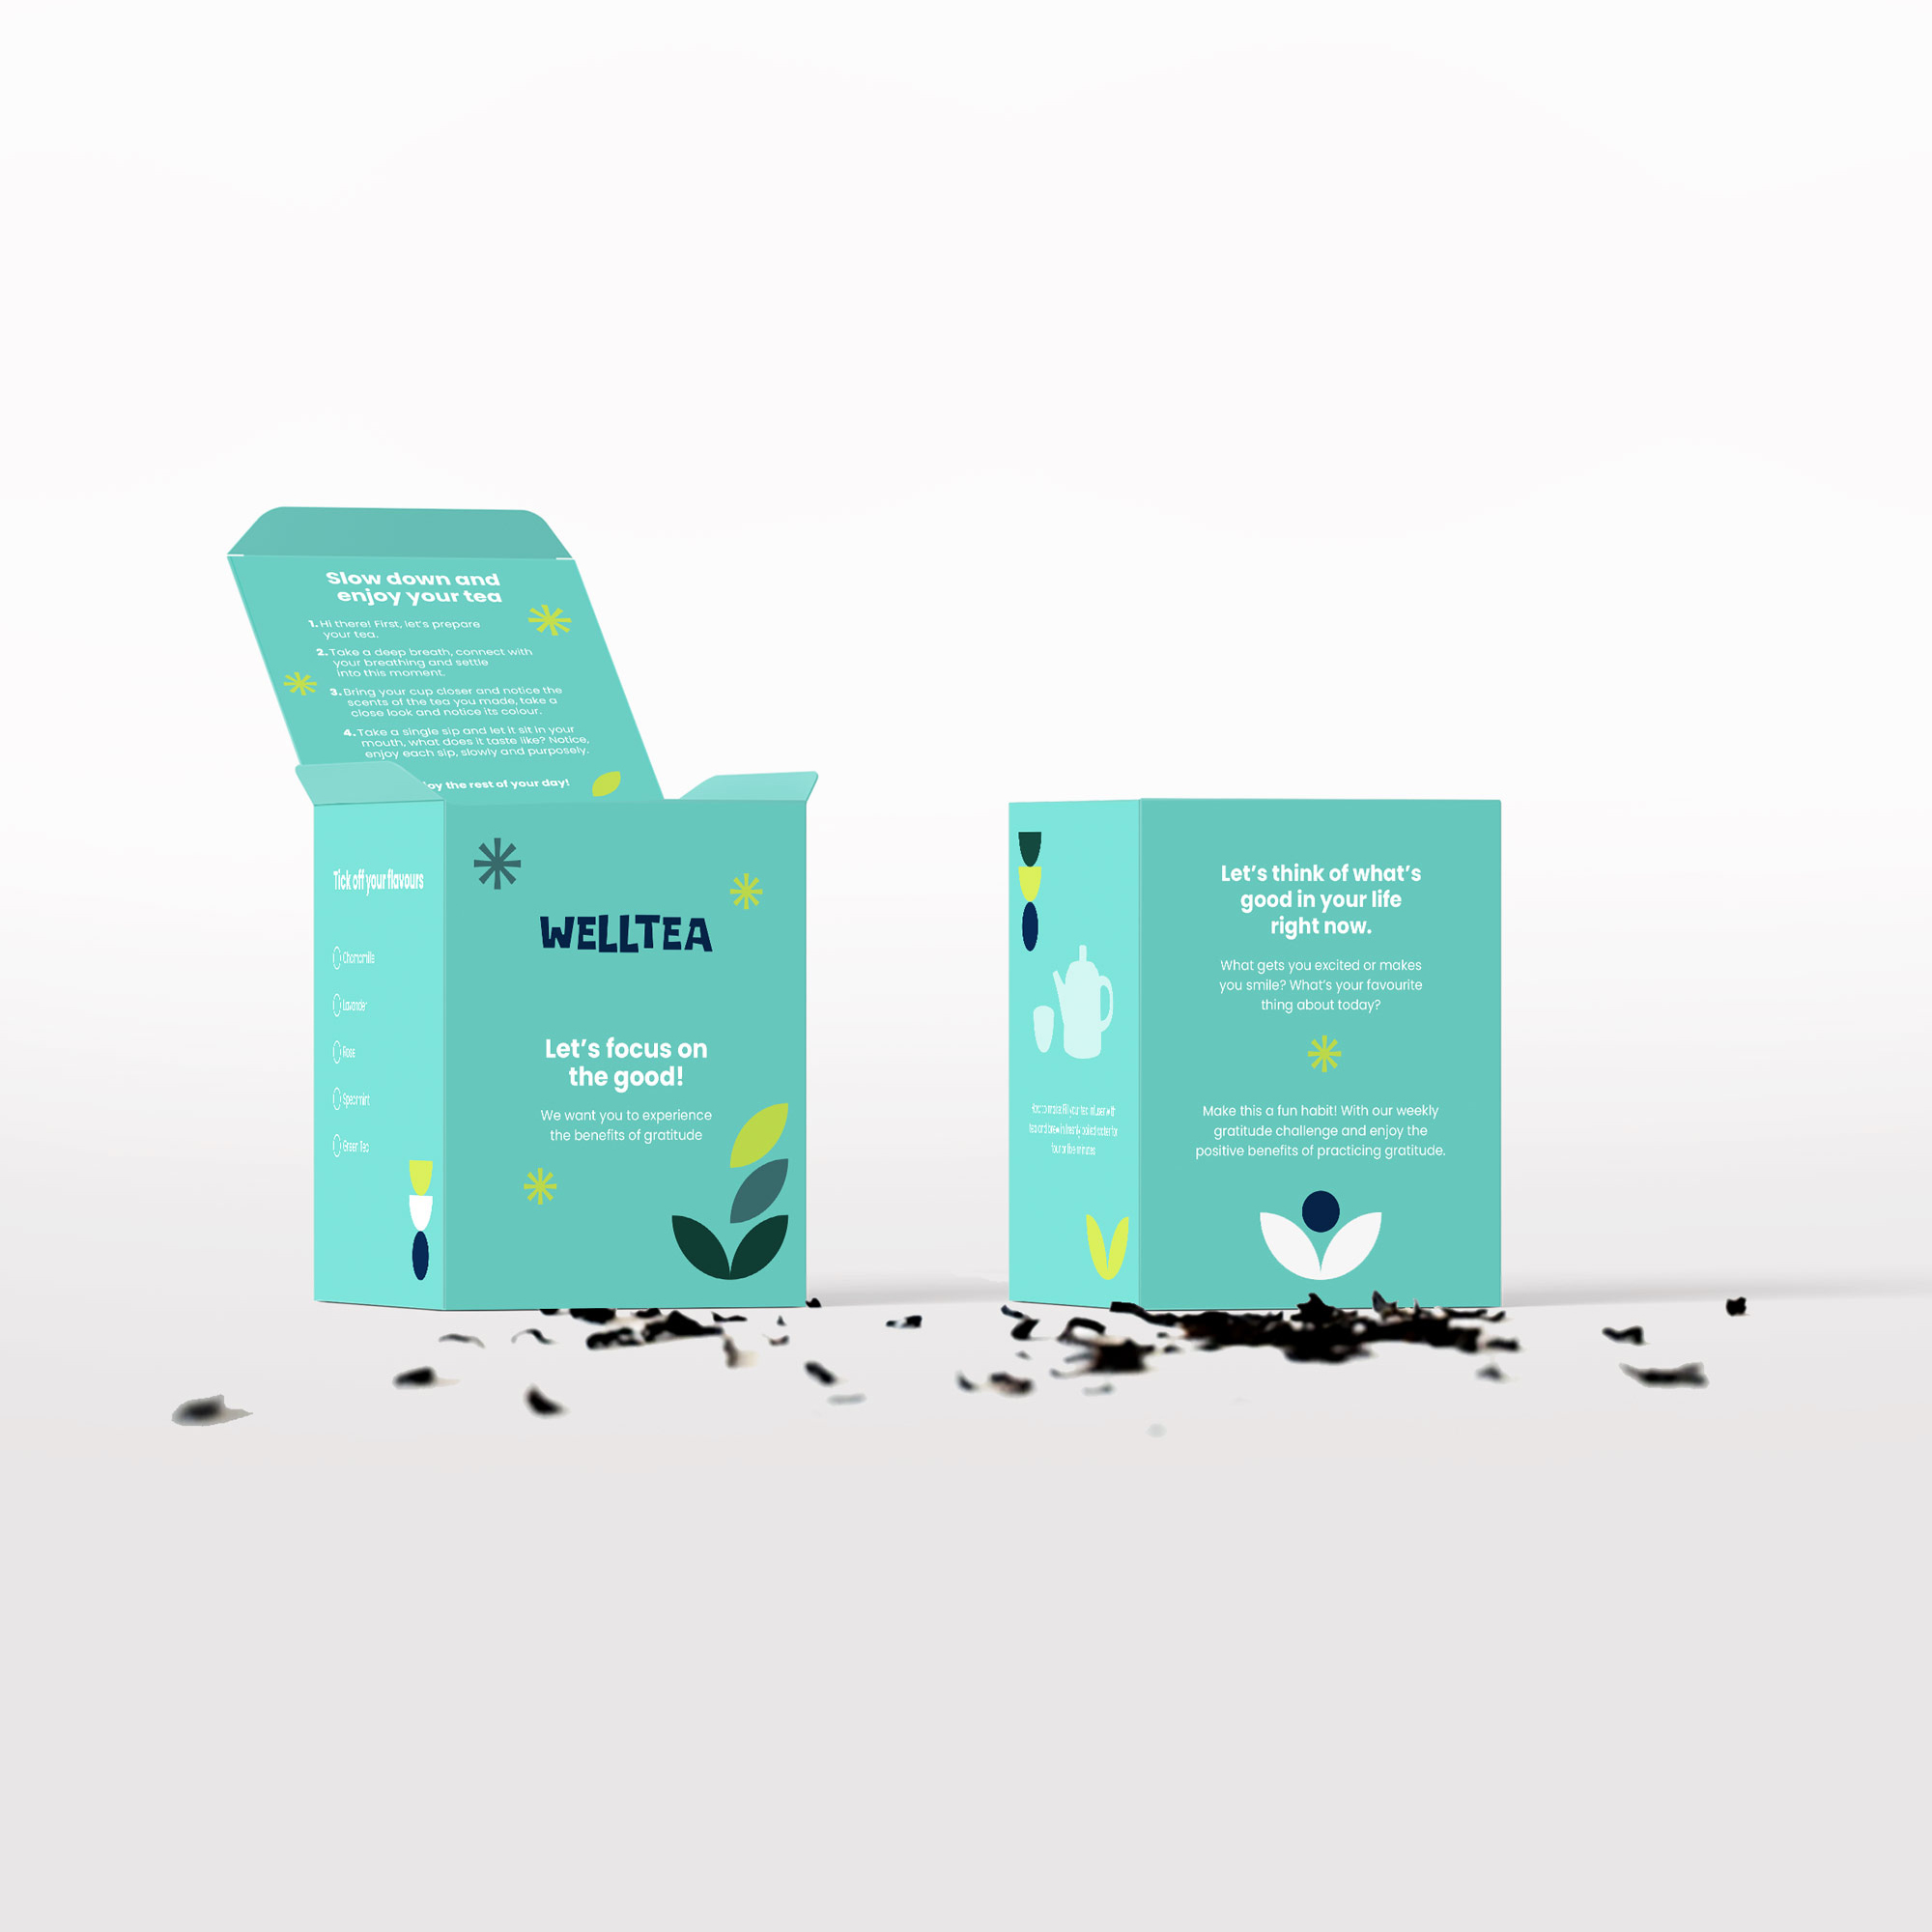 Slow down and
enjoy your tea
1. Hi there! First, let's prepare
your tea.
2. Take a deep breath, connect with
your breathing and settle
into this moment.
3. Bring your cup closer and notice the
scents of the tea you made, take a
close look and notice its colour.
4. Take a single sip and let it sit in your
mouth, what does it taste like? Notice,
enjoy each sip, slowly and purposely.
the rest of your day!
Tick off your flavours
Chamomile
Lavander
Rose
Spearmint
Green Tea
WELLTEA
Let's focus on
the good!
We want you to experience
the benefits of gratitude
Let's think of what's
good in your life
right now.
What gets you excited or makes
you smile? What's your favourite
thing about today?
Make this a fun habit! With our weekly
gratitude challenge and enjoy the
positive benefits of practicing gratitude.